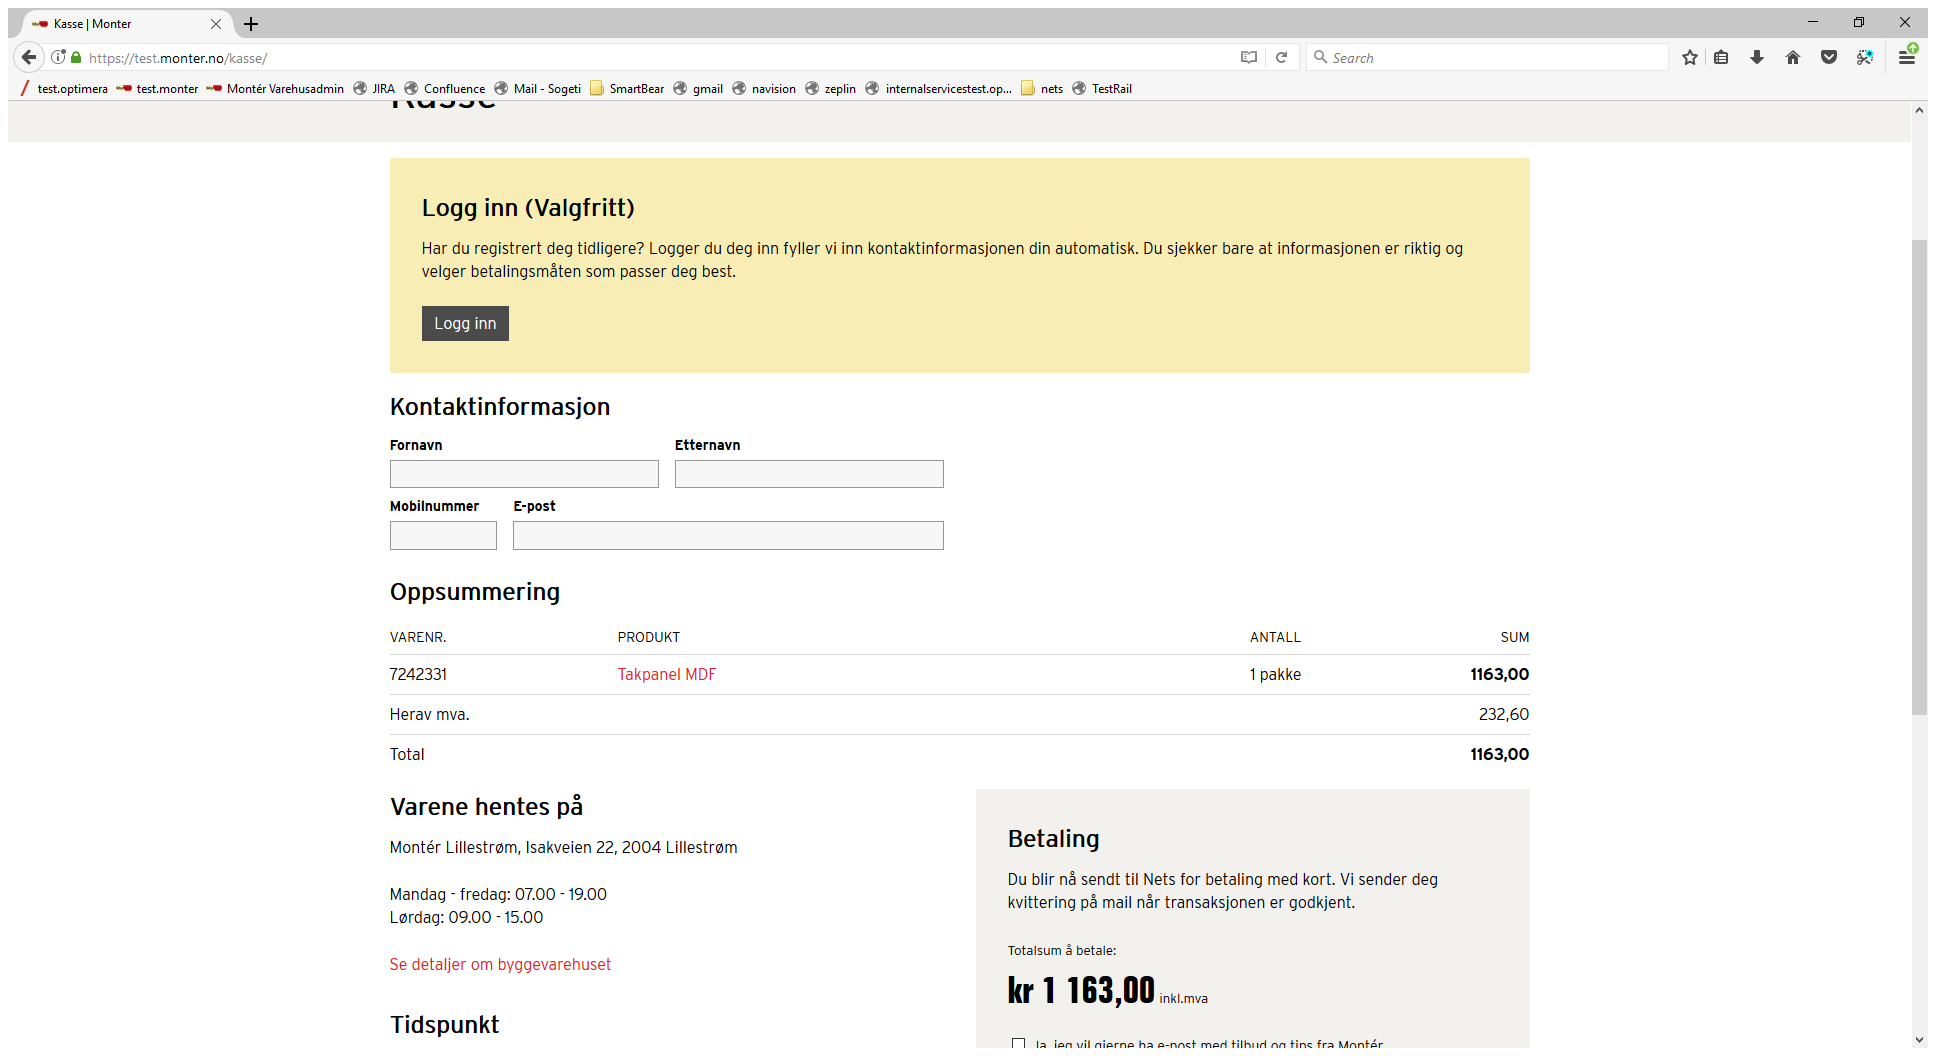 Kasse | Monter
https://test.monter.no/kasse/
Search
test.optimera test.monter Montér Varehusadmin JIRA Confluence Mail - Sogeti SmartBear gmail navision zeplin internalservicestest.op... nets TestRail
Kasse
Logg inn (Valgfritt)
Har du registrert deg tidligere? Logger du deg inn fyller vi inn kontaktinformasjonen din automatisk. Du sjekker bare at informasjonen er riktig og
velger betalingsmåten som passer deg best.
Logg inn
Kontaktinformasjon
Fornavn Etternavn
Mobilnummer E-post
Oppsummering
VARENR. PRODUKT ANTALL SUM
7242331 Takpanel MDF 1 pakke 1163,00
Herav mva. 232,60
Total 1163,00
Varene hentes på
Montér Lillestrøm, Isakveien 22, 2004 Lillestrøm
Mandag - fredag: 07.00 - 19.00
Lørdag: 09.00 - 15.00
Se detaljer om byggevarehuset
Tidspunkt
Betaling
Du blir nå sendt til Nets for betaling med kort. Vi sender deg
kvittering på mail når transaksjonen er godkjent.
Totalsum å betale:
kr 1 163,00 inkl.mva
Ja, jeg vil gjerne ha e-post med tilbud og tips fra Montér